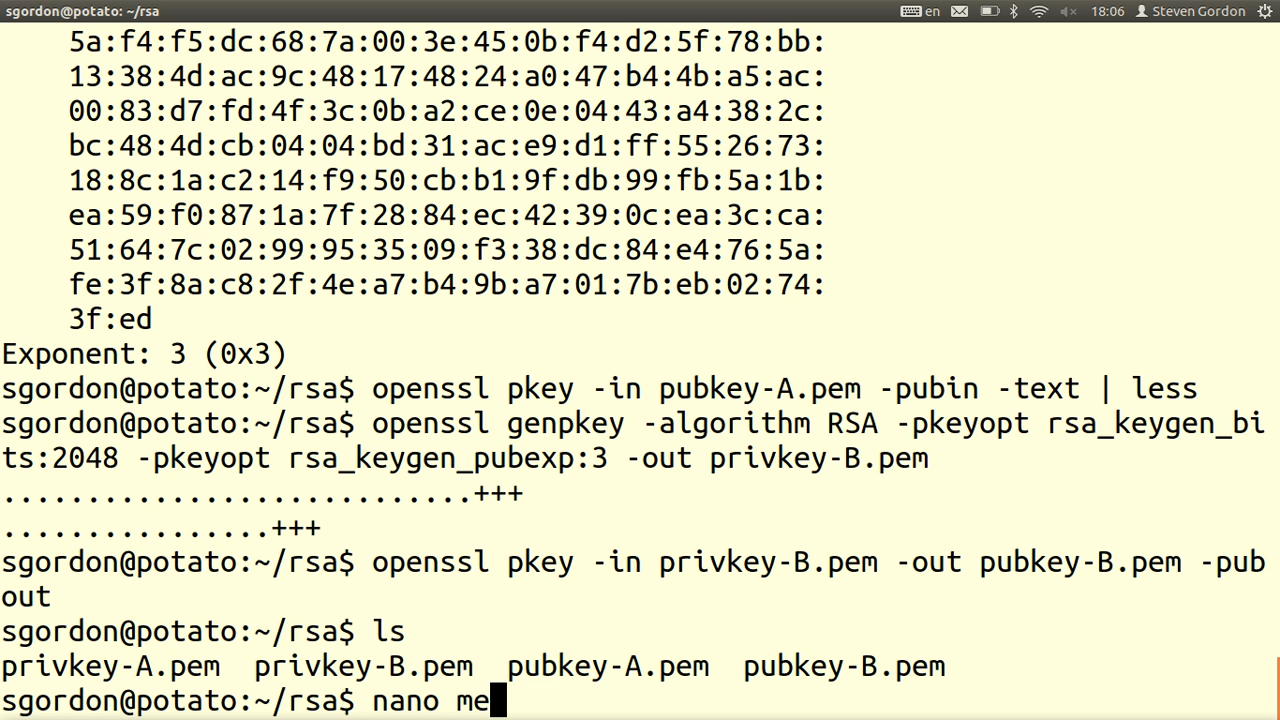 sgordon@potato: ~/rsa en 18:06 Steven Gordon
5a:f4:f5:dc:68:7a:00:3e:45:0b:f4:d2:5f:78:bb:
13:38:4d:ac:9c:48:17:48:24:a0:47:b4:4b:a5:ac:
00:83:d7:fd:4f:3c:0b:a2:ce:0e:04:43:a4:38:2c:
bc:48:4d:cb:04:04:bd:31:ac:e9:d1:ff:55:26:73:
18:8c:1a:c2:14:f9:50:cb:b1:9f:db:99:fb:5a:1b:
ea:59:f0:87:1a:7f:28:84:ec:42:39:0c:ea:3c:ca:
51:64:7c:02:99:95:35:09:f3:38:dc:84:e4:76:5a:
fe:3f:8a:c8:2f:4e:a7:b4:9b:a7:01:7b:eb:02:74:
3f:ed
Exponent: 3 (0x3)
sgordon@potato:~/rsa$ openssl pkey -in pubkey-A.pem -pubin -text | less
sgordon@potato:~/rsa$ openssl genpkey -algorithm RSA -pkeyopt rsa_keygen_bi
ts:2048 -pkeyopt rsa_keygen_pubexp:3 -out privkey-B.pem
............................+++
................+++
sgordon@potato:~/rsa$ openssl pkey -in privkey-B.pem -out pubkey-B.pem -pub
out
sgordon@potato:~/rsa$ ls
privkey-A.pem  privkey-B.pem  pubkey-A.pem  pubkey-B.pem
sgordon@potato:~/rsa$ nano me